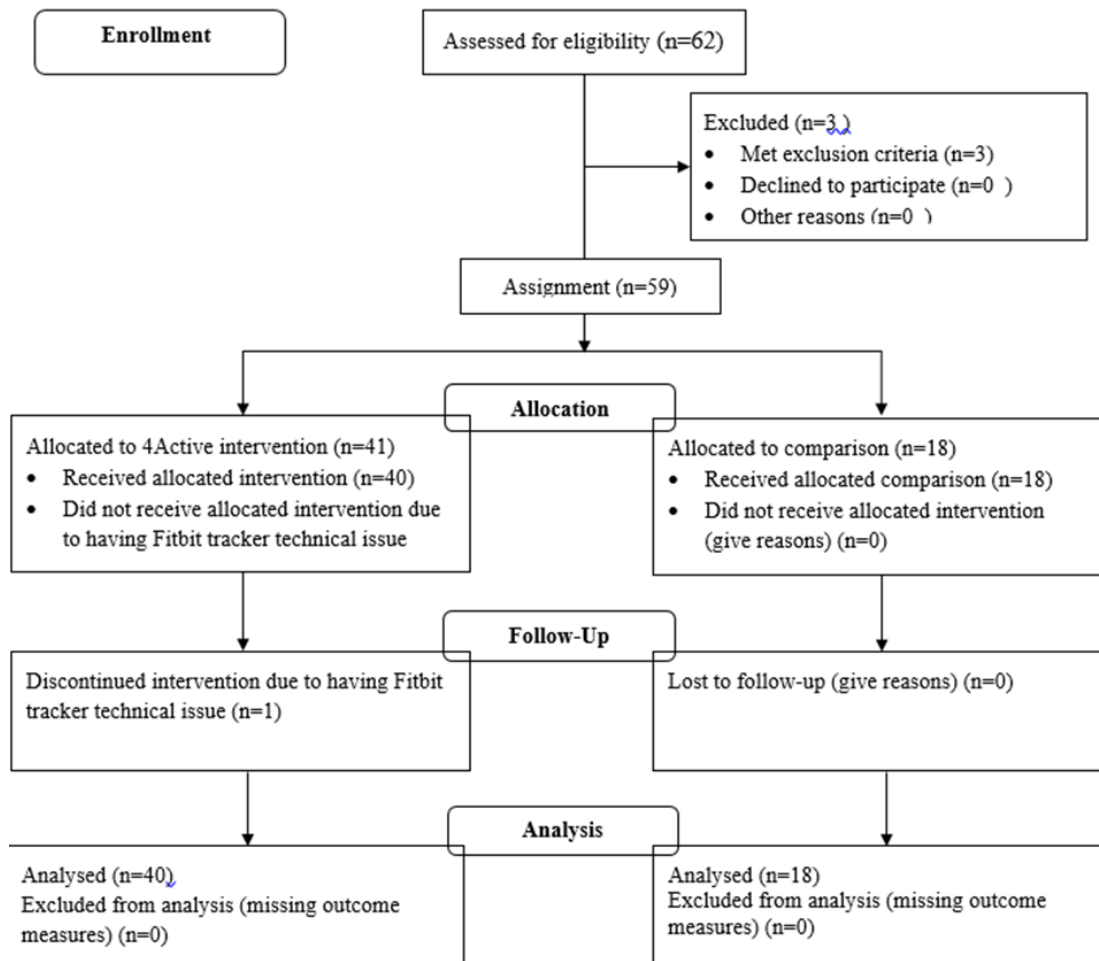 Enrollment
Assessed for eligibility (n=62)
Excluded (n=3 )
• Met exclusion criteria (n=3)
• Declined to participate (n=0 )
• Other reasons (n=0 )
Assignment (n=59)
Allocation
Allocated to 4Active intervention (n=41)
• Received allocated intervention (n=40)
• Did not receive allocated intervention due
to having Fitbit tracker technical issue
Allocated to comparison (n=18)
• Received allocated comparison (n=18)
• Did not receive allocated intervention
(give reasons) (n=0)
Follow-Up
Discontinued intervention due to having Fitbit
tracker technical issue (n=1)
Lost to follow-up (give reasons) (n=0)
Analysis
Analysed (n=40)
Excluded from analysis (missing outcome
measures) (n=0)
Analysed (n=18)
Excluded from analysis (missing outcome
measures) (n=0)